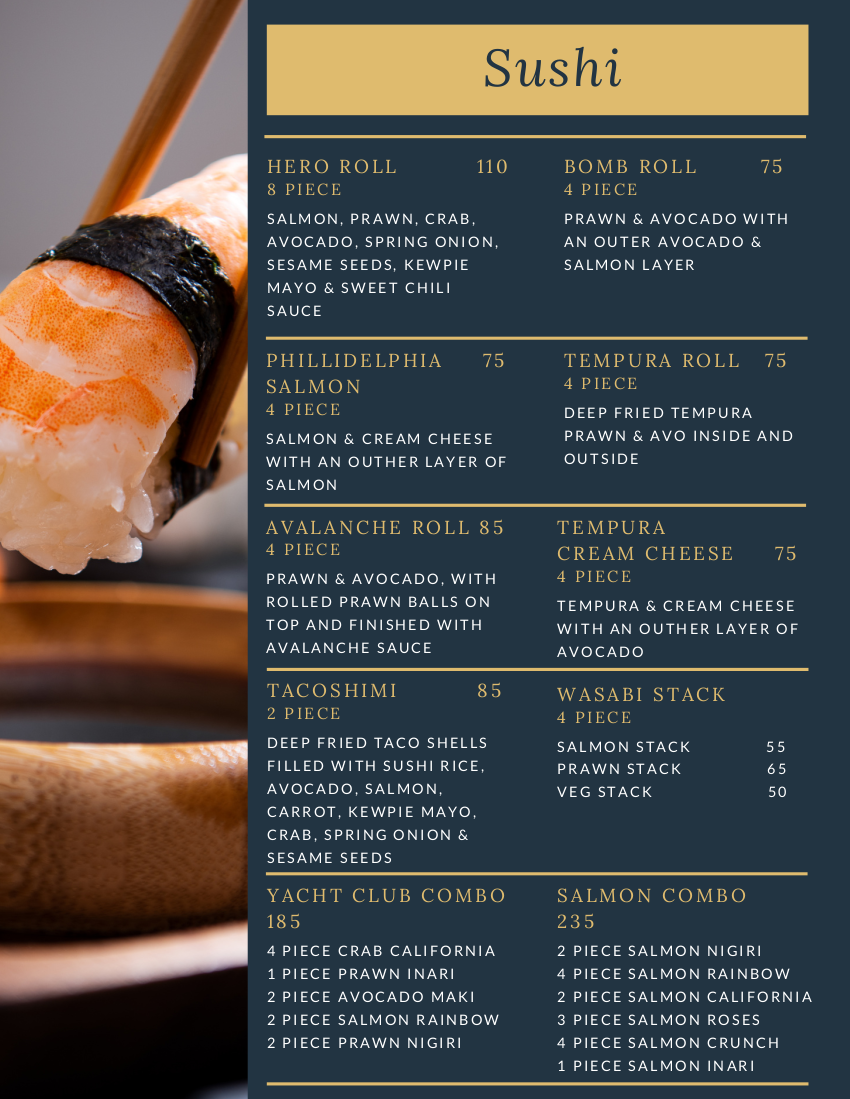 Sushi
HERO ROLL 110
8 PIECE
SALMON, PRAWN, CRAB,
AVOCADO, SPRING ONION,
SESAME SEEDS, KEWPIE
MAYO & SWEET CHILI
SAUCE
BOMB ROLL 75
4 PIECE
PRAWN & AVOCADO WITH
AN OUTER AVOCADO &
SALMON LAYER
PHILLIDELPHIA 75
SALMON
4 PIECE
SALMON & CREAM CHEESE
WITH AN OUTHER LAYER OF
SALMON
TEMPURA ROLL 75
4 PIECE
DEEP FRIED TEMPURA
PRAWN & AVO INSIDE AND
OUTSIDE
AVALANCHE ROLL 85
4 PIECE
PRAWN & AVOCADO, WITH
ROLLED PRAWN BALLS ON
TOP AND FINISHED WITH
AVALANCHE SAUCE
TEMPURA
CREAM CHEESE 75
4 PIECE
TEMPURA & CREAM CHEESE
WITH AN OUTHER LAYER OF
AVOCADO
TACOSHIMI 85
2 PIECE
DEEP FRIED TACO SHELLS
FILLED WITH SUSHI RICE,
AVOCADO, SALMON,
CARROT, KEWPIE MAYO,
CRAB, SPRING ONION &
SESAME SEEDS
WASABI STACK
4 PIECE
SALMON STACK 55
PRAWN STACK 65
VEG STACK 50
YACHT CLUB COMBO
185
4 PIECE CRAB CALIFORNIA
1 PIECE PRAWN INARI
2 PIECE AVOCADO MAKI
2 PIECE SALMON RAINBOW
2 PIECE PRAWN NIGIRI
SALMON COMBO
235
2 PIECE SALMON NIGIRI
4 PIECE SALMON RAINBOW
2 PIECE SALMON CALIFORNIA
3 PIECE SALMON ROSES
4 PIECE SALMON CRUNCH
1 PIECE SALMON INARI